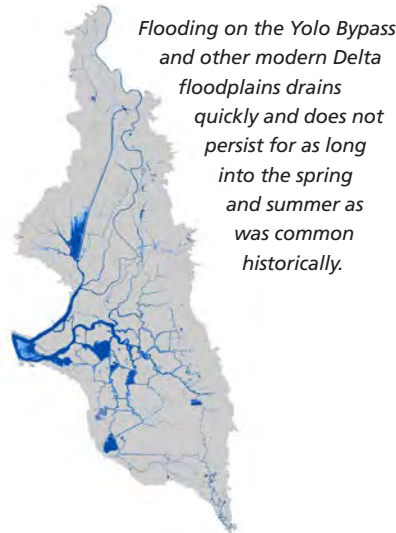 Flooding on the Yolo Bypass
and other modern Delta
floodplains drains
quickly and does not
persist for as long
into the spring
and summer as
was common
historically.